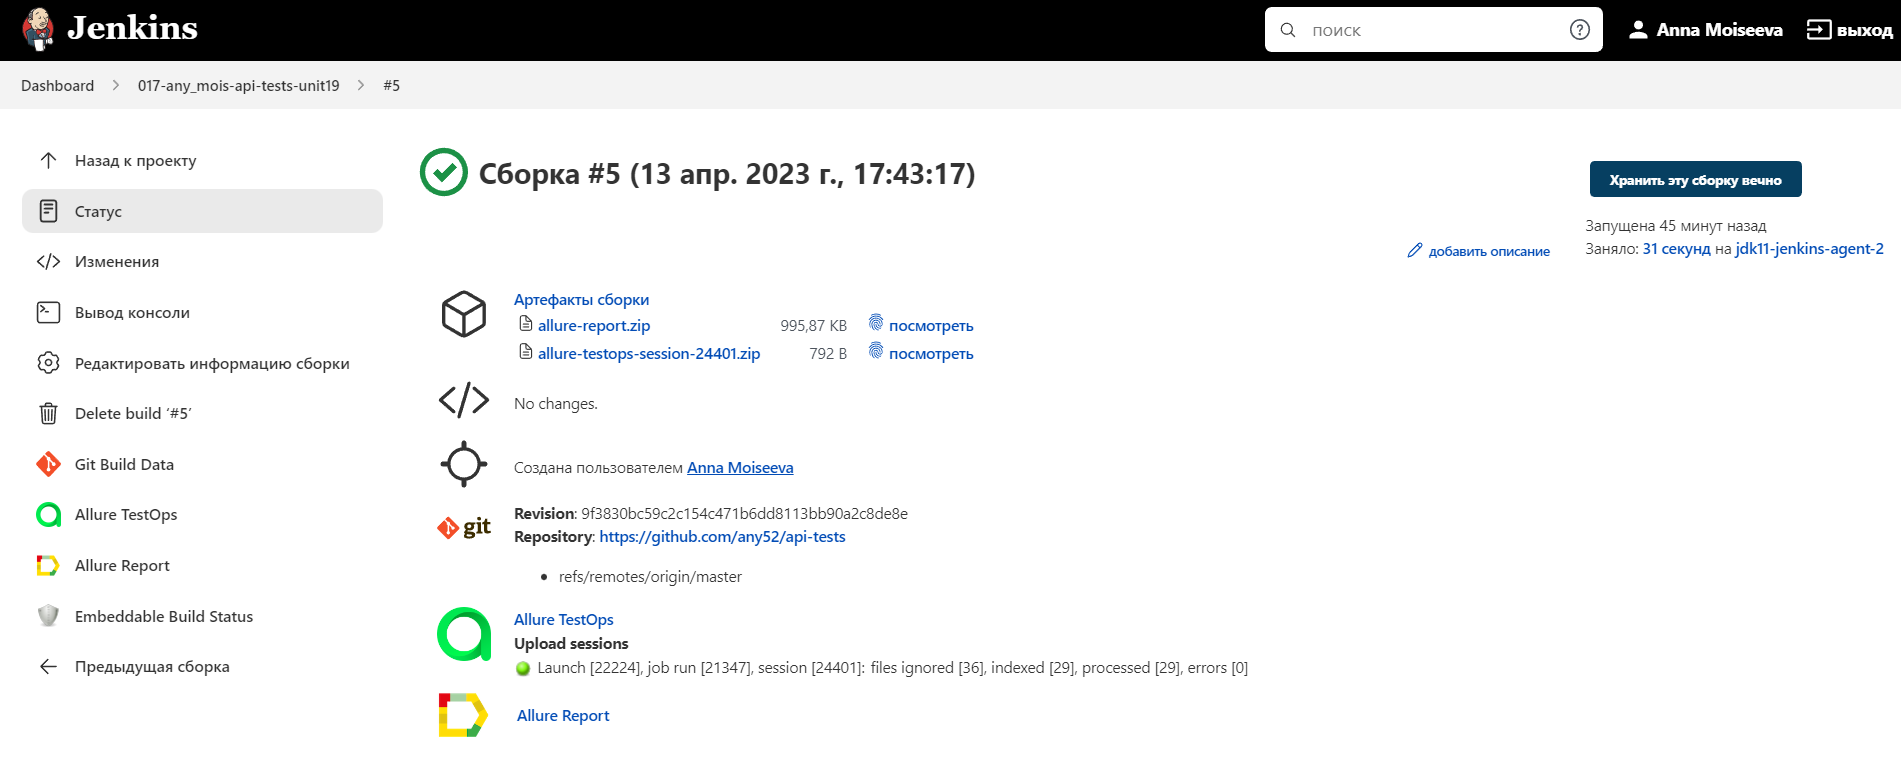 Jenkins
поиск
Anna Moiseeva
выход
Dashboard
017-any_mois-api-tests-unit19
#5
Назад к проекту
Статус
Изменения
Вывод консоли
Редактировать информацию сборки
Delete build ‘#5’
Git Build Data
Allure TestOps
Allure Report
Embeddable Build Status
Предыдущая сборка
Сборка #5 (13 апр. 2023 г., 17:43:17)
Хранить эту сборку вечно
Запущена 45 минут назад
Заняло: 31 секунд на jdk11-jenkins-agent-2
добавить описание
Артефакты сборки
allure-report.zip 995,87 KB посмотреть
allure-testops-session-24401.zip 792 B посмотреть
No changes.
Создана пользователем Anna Moiseeva
git
Revision: 9f3830bc59c2c154c471b6dd8113bb90a2c8de8e
Repository: https://github.com/any52/api-tests
refs/remotes/origin/master
Allure TestOps
Upload sessions
Launch [22224], job run [21347], session [24401]: files ignored [36], indexed [29], processed [29], errors [0]
Allure Report